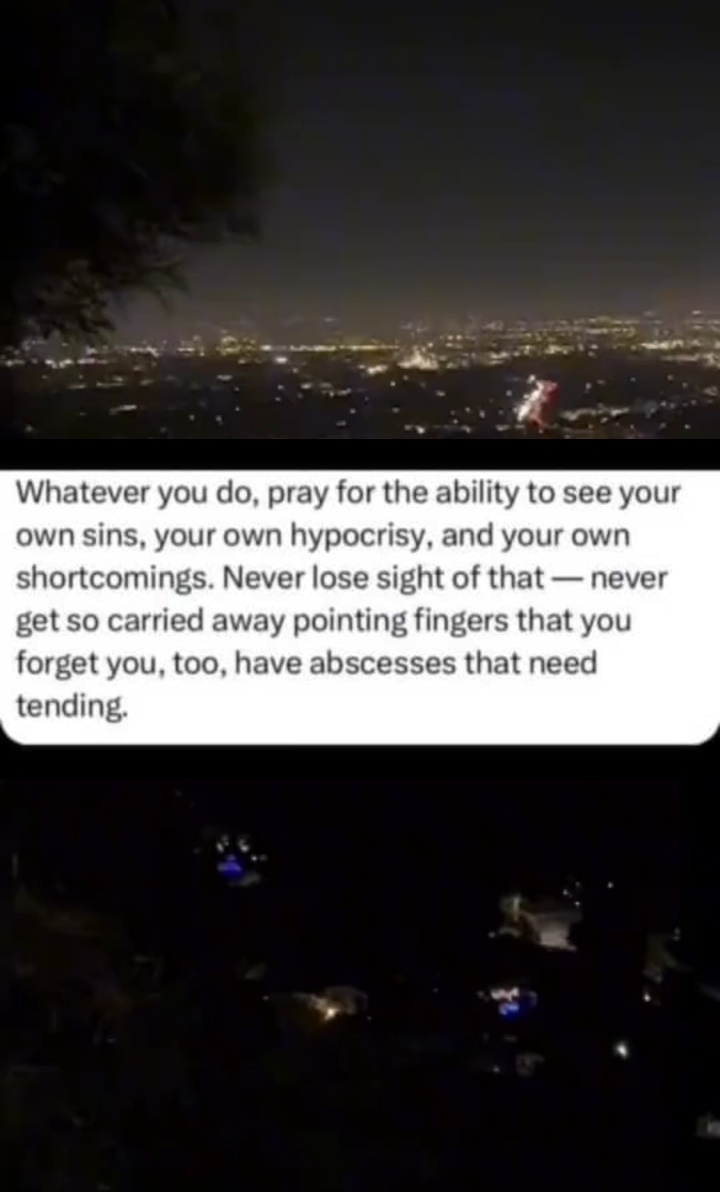 Whatever you do, pray for the ability to see your
own sins, your own hypocrisy, and your own
shortcomings. Never lose sight of that — never
get so carried away pointing fingers that you
forget you, too, have abscesses that need
tending.